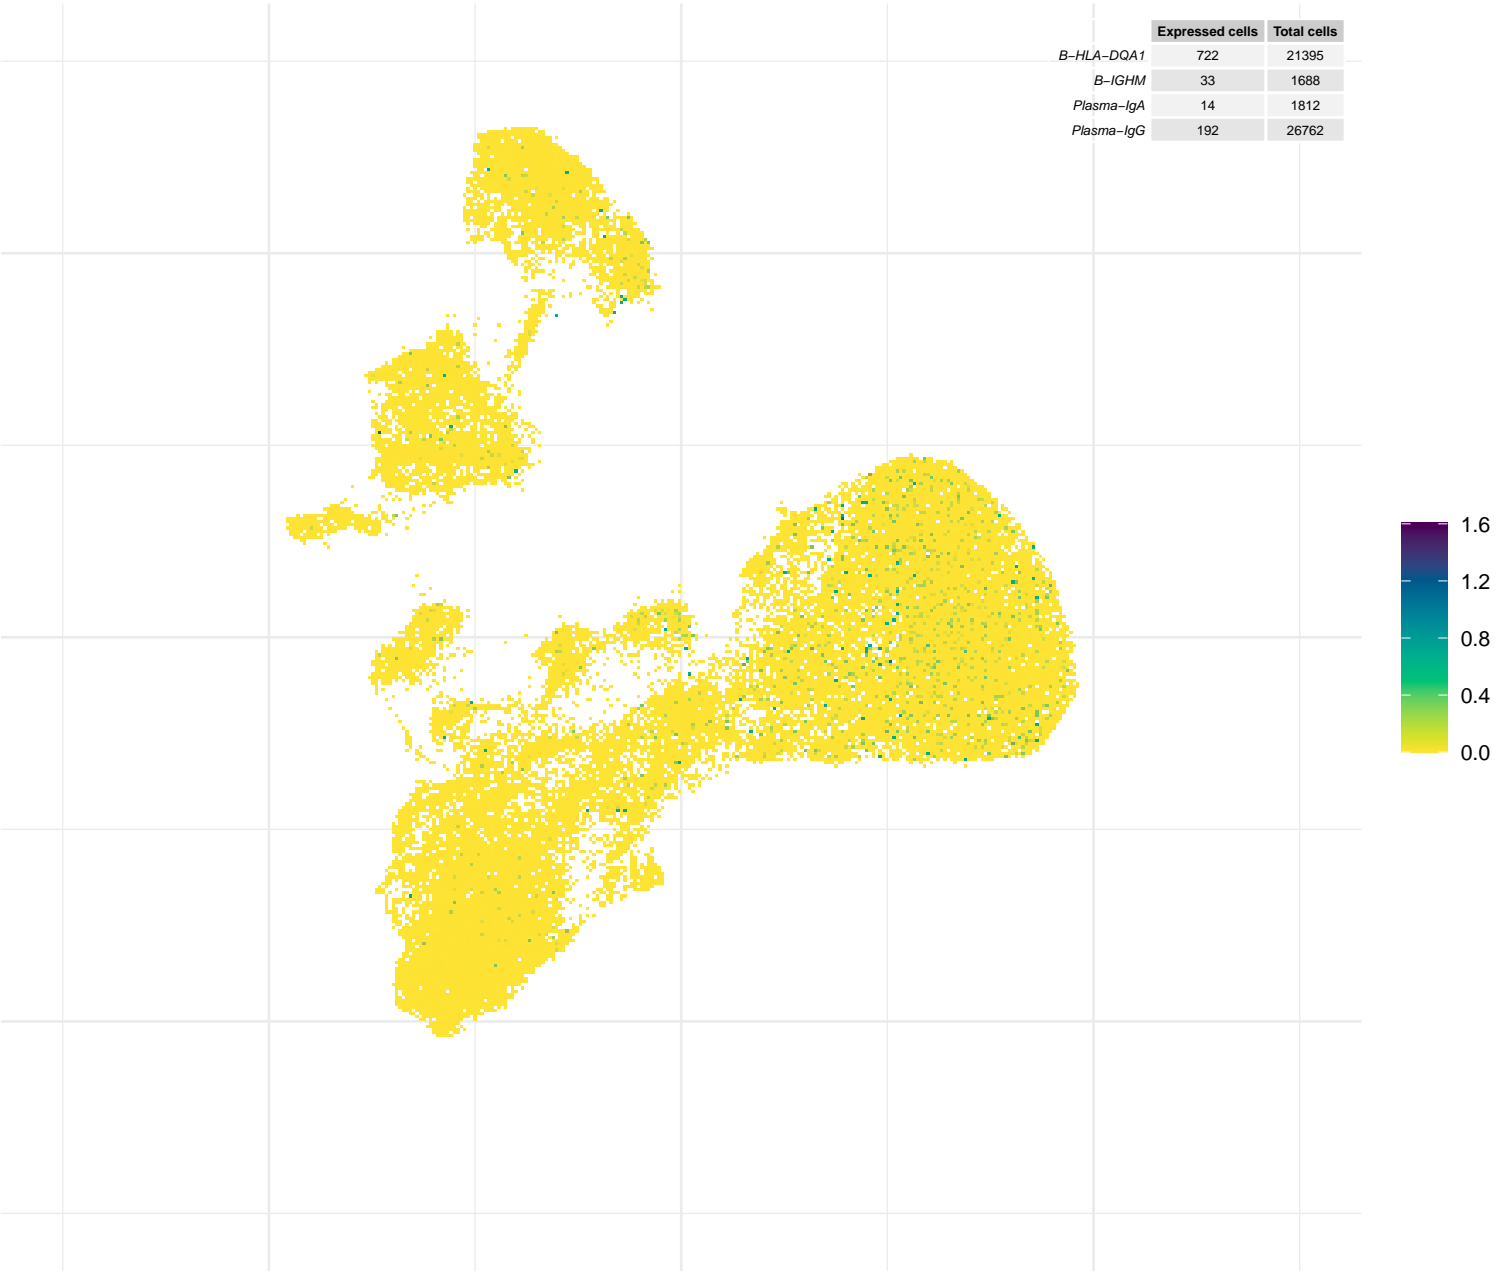 Expressed cells Total cells
B−HLA−DQA1 722 21395
B−IGHM 33 1688
Plasma−IgA 14 1812
Plasma−IgG 192 26762
1.6
1.2
0.8
0.4
0.0